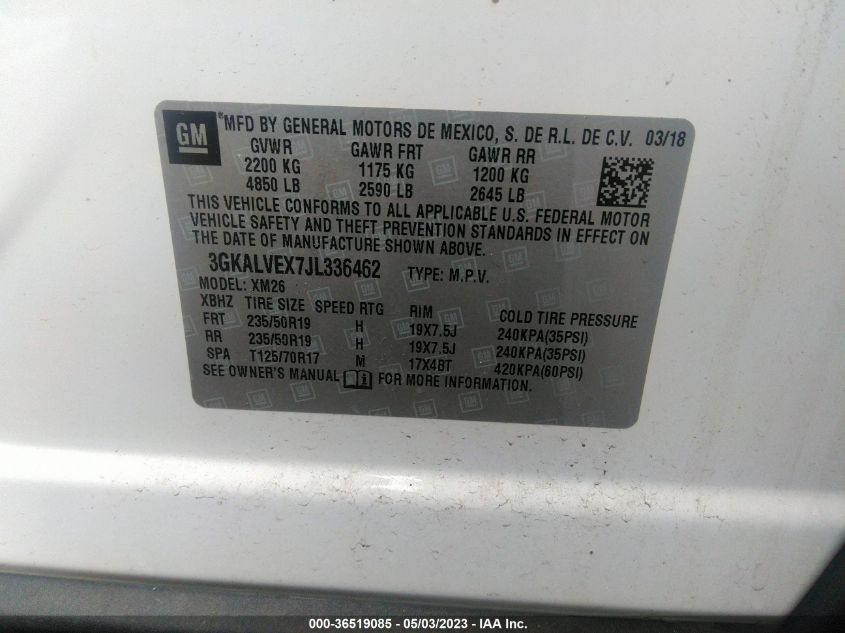 GM
®MFD BY GENERAL MOTORS DE MEXICO, S. DE R.L. DE C.V. 03/18
GVWR GAWR FRT GAWR RR
2200 KG 1175 KG 1200 KG
4850 LB 2590 LB 2645 LB
THIS VEHICLE CONFORMS TO ALL APPLICABLE U.S. FEDERAL MOTOR
VEHICLE SAFETY AND THEFT PREVENTION STANDARDS IN EFFECT ON
THE DATE OF MANUFACTURE SHOWN ABOVE.
3GKALVEX7JL336462 TYPE: M.P.V.
MODEL: XM26
XBHZ TIRE SIZE SPEED RTG RIM COLD TIRE PRESSURE
FRT 235/50R19 H 19X7.5J 240KPA(35PSI)
RR 235/50R19 H 19X7.5J 240KPA(35PSI)
SPA T125/70R17 M 17X4BT 420KPA(60PSI)
SEE OWNER'S MANUAL FOR MORE INFORMATION.
000-36519085 - 05/03/2023 - IAA Inc.